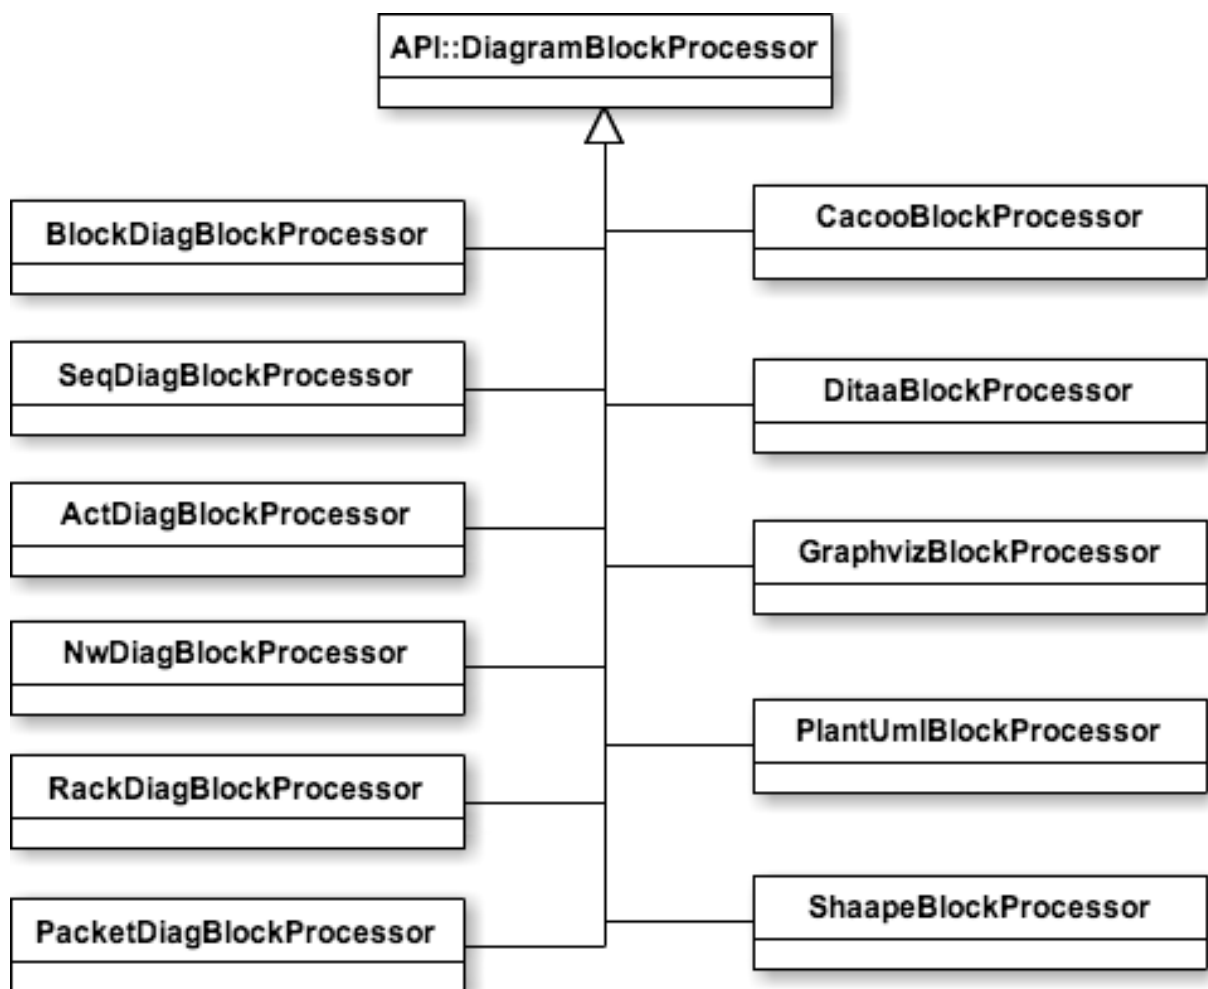 API::DiagramBlockProcessor
BlockDiagBlockProcessor
CacooBlockProcessor
SeqDiagBlockProcessor
DitaaBlockProcessor
ActDiagBlockProcessor
GraphvizBlockProcessor
NwDiagBlockProcessor
PlantUmlBlockProcessor
RackDiagBlockProcessor
ShaapeBlockProcessor
PacketDiagBlockProcessor